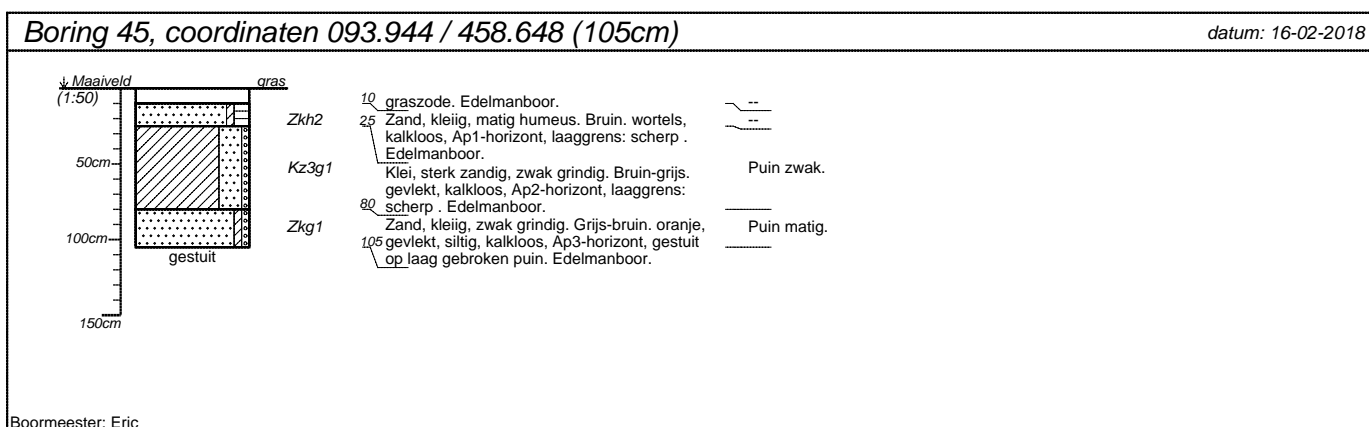 Boring 45, coordinaten 093.944 / 458.648 (105cm)
datum: 16-02-2018
Maaiveld
gras
(1:50)
10 graszode. Edelmanboor. --
Zkh2 25 Zand, kleiig, matig humeus. Bruin. wortels, --
kalkloos, Ap1-horizont, laaggrens: scherp .
Edelmanboor.
50cm Kz3g1 Klei, sterk zandig, zwak grindig. Bruin-grijs. Puin zwak.
gevlekt, kalkloos, Ap2-horizont, laaggrens:
80 scherp . Edelmanboor.
Zkg1 Zand, kleiig, zwak grindig. Grijs-bruin. oranje, Puin matig.
100cm 105 gevlekt, siltig, kalkloos, Ap3-horizont, gestuit
gestuit op laag gebroken puin. Edelmanboor.
150cm
Boormeester: Eric